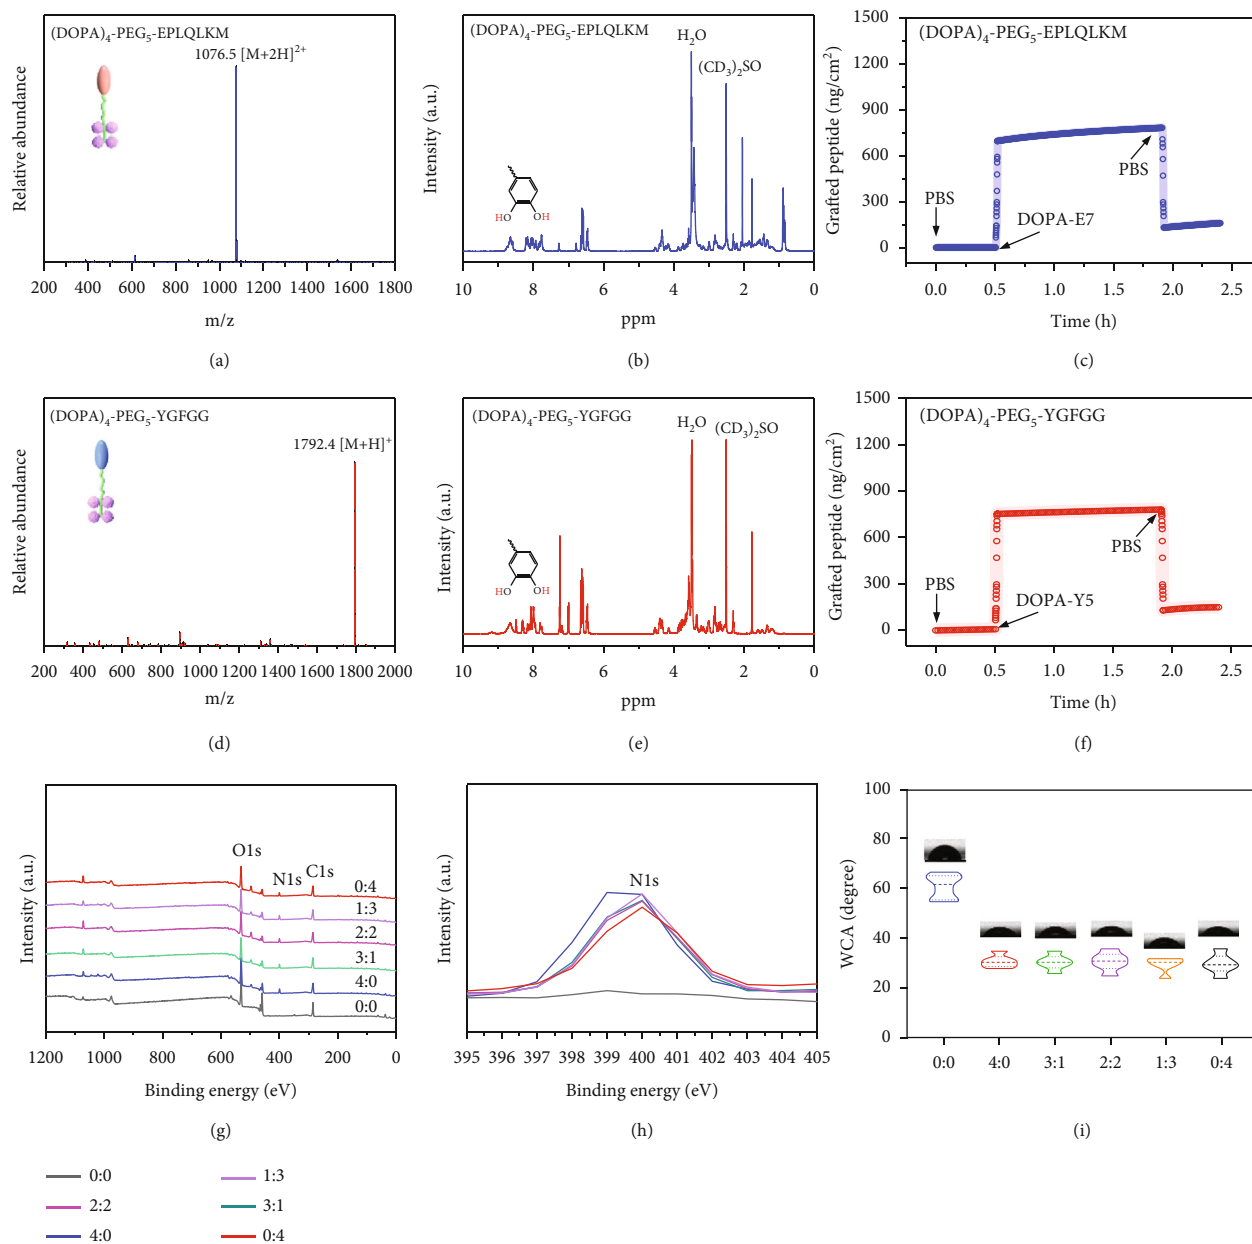 (DOPA)4-PEG5-EPLQLKM
1076.5 [M+2H]2+
Relative abundance
200 400 600 800 1000 1200 1400 1600 1800
m/z
(a)
(DOPA)4-PEG5-EPLQLKM
H2O
(CD3)2SO
Intensity (a.u.)
HO OH
10 8 6 4 2 0
ppm
(b)
(DOPA)4-PEG5-EPLQLKM
Grafted peptide (ng/cm2)
1500
1200
900
600
300
0
PBS
DOPA-E7
PBS
0.0 0.5 1.0 1.5 2.0 2.5
Time (h)
(c)
(DOPA)4-PEG5-YGFGG
1792.4 [M+H]+
Relative abundance
200 400 600 800 1000 1200 1400 1600 1800 2000
m/z
(d)
(DOPA)4-PEG5-YGFGG
H2O
(CD3)2SO
Intensity (a.u.)
HO OH
10 8 6 4 2 0
ppm
(e)
(DOPA)4-PEG5-YGFGG
Grafted peptide (ng/cm2)
1500
1200
900
600
300
0
PBS
DOPA-Y5
PBS
0.0 0.5 1.0 1.5 2.0 2.5
Time (h)
(f)
Intensity (a.u.)
O1s
N1s
C1s
0:4
1:3
2:2
3:1
4:0
0:0
1200 1000 800 600 400 200 0
Binding energy (eV)
(g)
Intensity (a.u.)
N1s
395 396 397 398 399 400 401 402 403 404 405
Binding energy (eV)
(h)
WCA (degree)
100
80
60
40
20
0
0:0 4:0 3:1 2:2 1:3 0:4
(i)
0:0 1:3
2:2 3:1
4:0 0:4